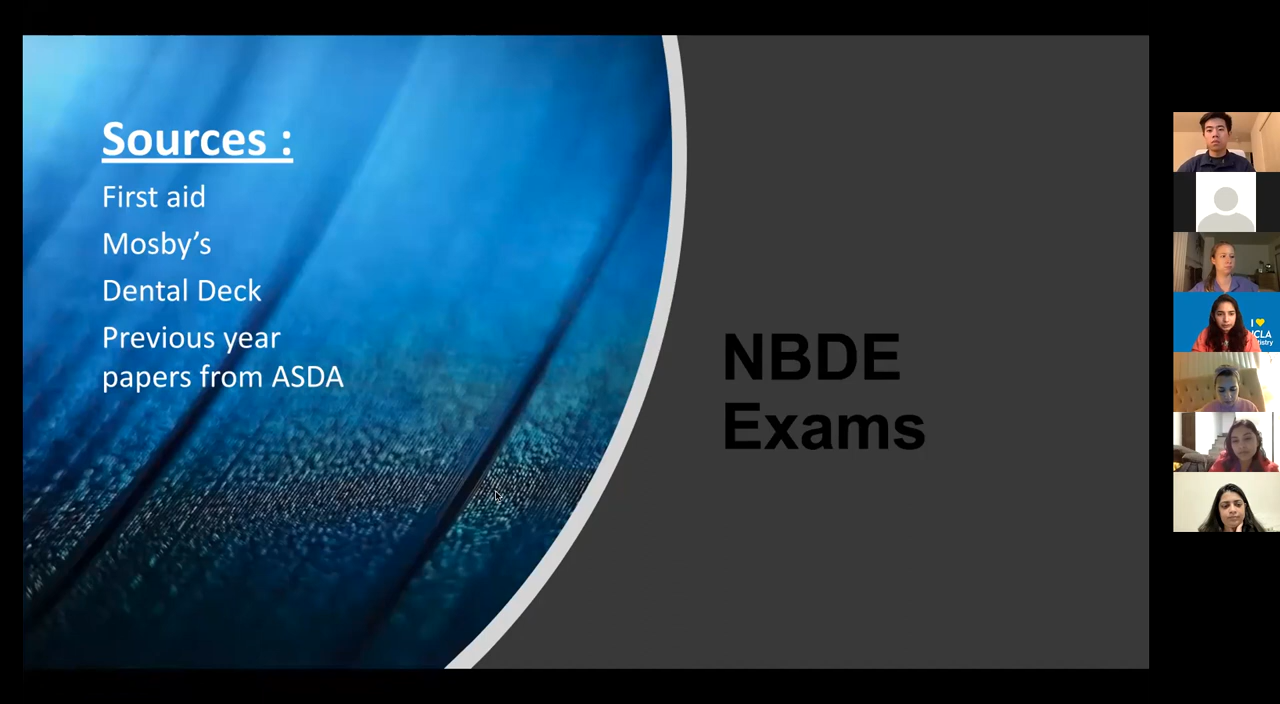 Sources :
First aid
Mosby’s
Dental Deck
Previous year
papers from ASDA
NBDE
Exams
I